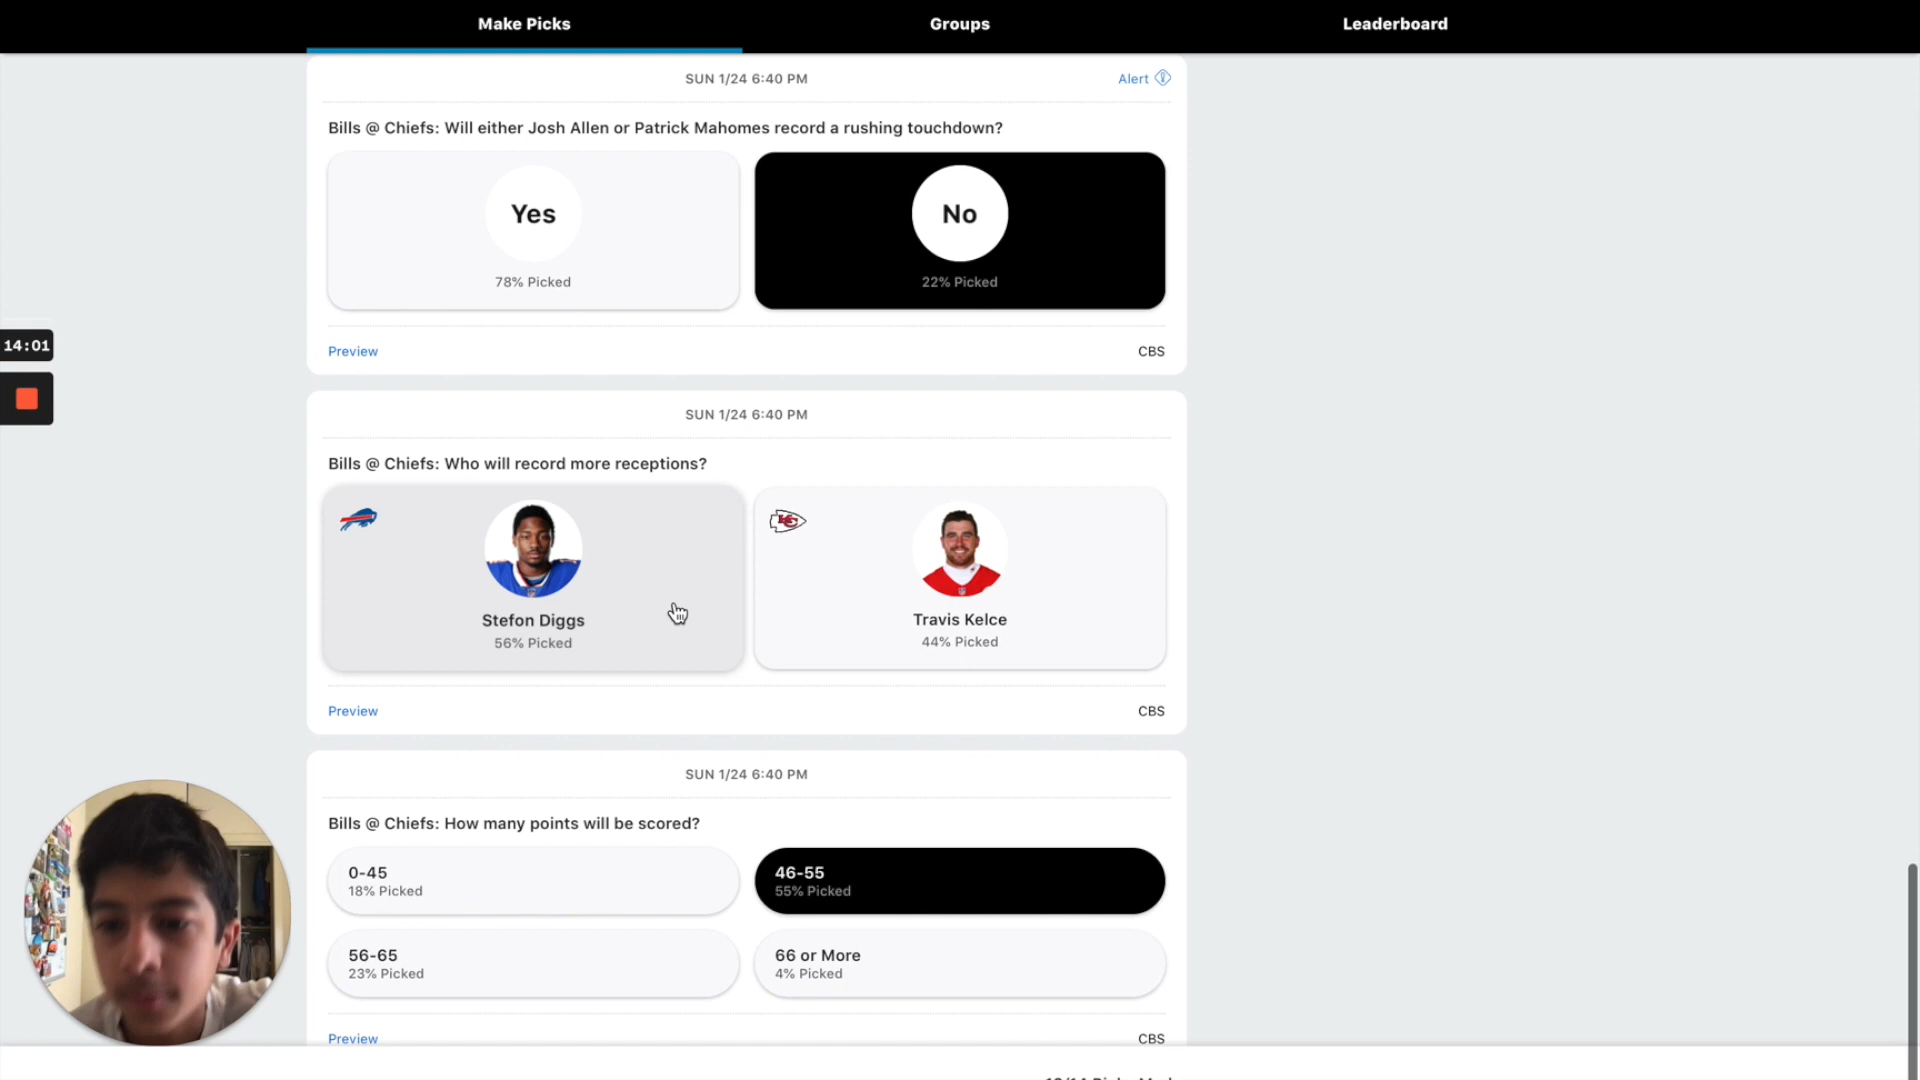 Make Picks
Groups
Leaderboard
SUN 1/24 6:40 PM
Alert
Bills @ Chiefs: Will either Josh Allen or Patrick Mahomes record a rushing touchdown?
Yes
No
78% Picked
22% Picked
14:01
Preview
CBS
SUN 1/24 6:40 PM
Bills @ Chiefs: Who will record more receptions?
KC
Stefon Diggs
Travis Kelce
56% Picked
44% Picked
Preview
CBS
SUN 1/24 6:40 PM
Bills @ Chiefs: How many points will be scored?
0-45
46-55
18% Picked
55% Picked
56-65
66 or More
23% Picked
4% Picked
Preview
CBS